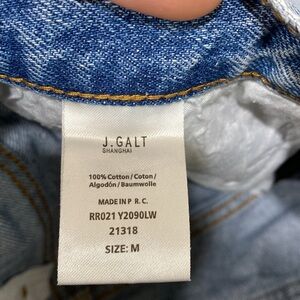 J.GALT
SHANGHAI
100% Cotton / Coton /
Algodón / Baumwolle
MADE IN P R. C.
RR021 Y2090LW
21318
SIZE: M